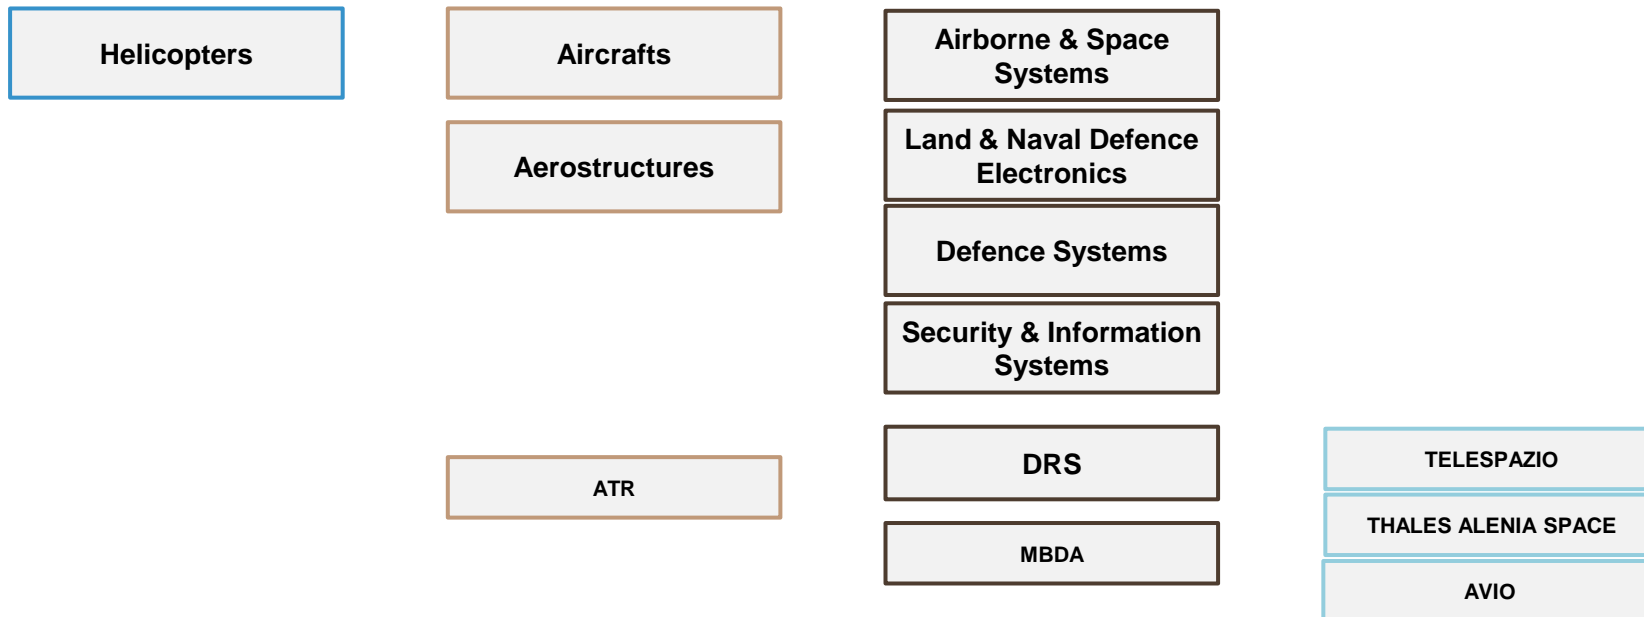 Helicopters
Aircrafts
Aerostructures
ATR
Airborne & Space
Systems
Land & Naval Defence
Electronics
Defence Systems
Security & Information
Systems
DRS
MBDA
TELESPAZIO
THALES ALENIA SPACE
AVIO